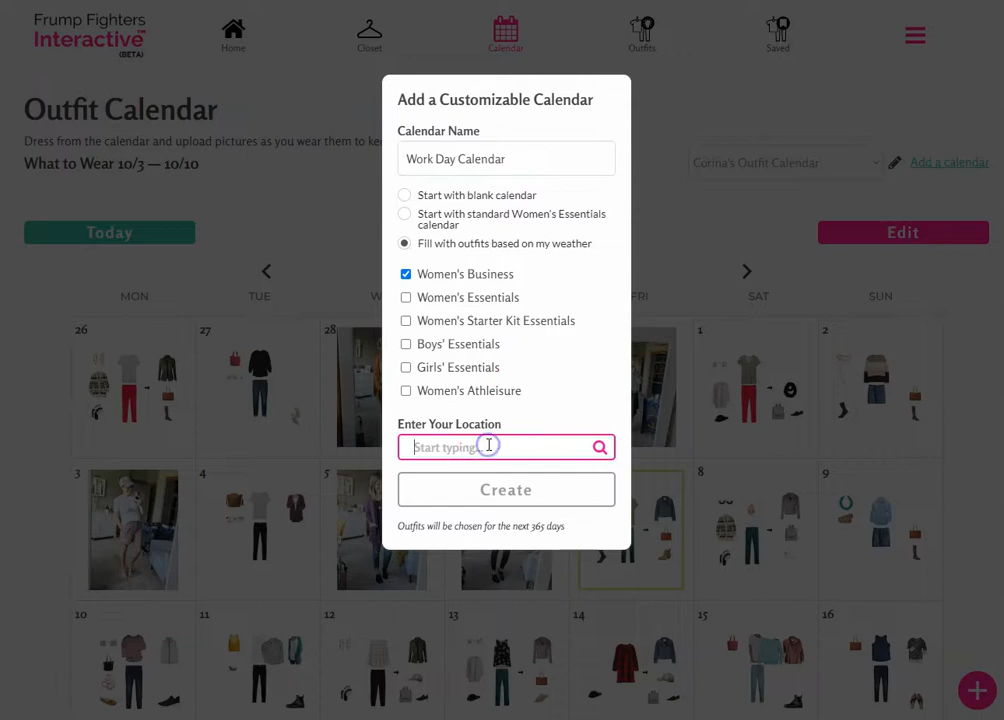 Frump Fighters
Interactive™
(BETA)
Home
Closet
Calendar
Outfits
Saved
Outfit Calendar
Dress from the calendar and upload pictures as you wear them to ke
What to Wear 10/3 — 10/10
Corina's Outfit Calendar
Add a calendar
Today
Edit
MON
TUE
W
FRI
SAT
SUN
26
27
28
1
2
3
4
5
8
9
10
11
12
13
14
15
16
Add a Customizable Calendar
Calendar Name
Work Day Calendar
Start with blank calendar
Start with standard Women's Essentials
calendar
Fill with outfits based on my weather
Women's Business
Women's Essentials
Women's Starter Kit Essentials
Boys' Essentials
Girls' Essentials
Women's Athleisure
Enter Your Location
Start typing...
Create
Outfits will be chosen for the next 365 days